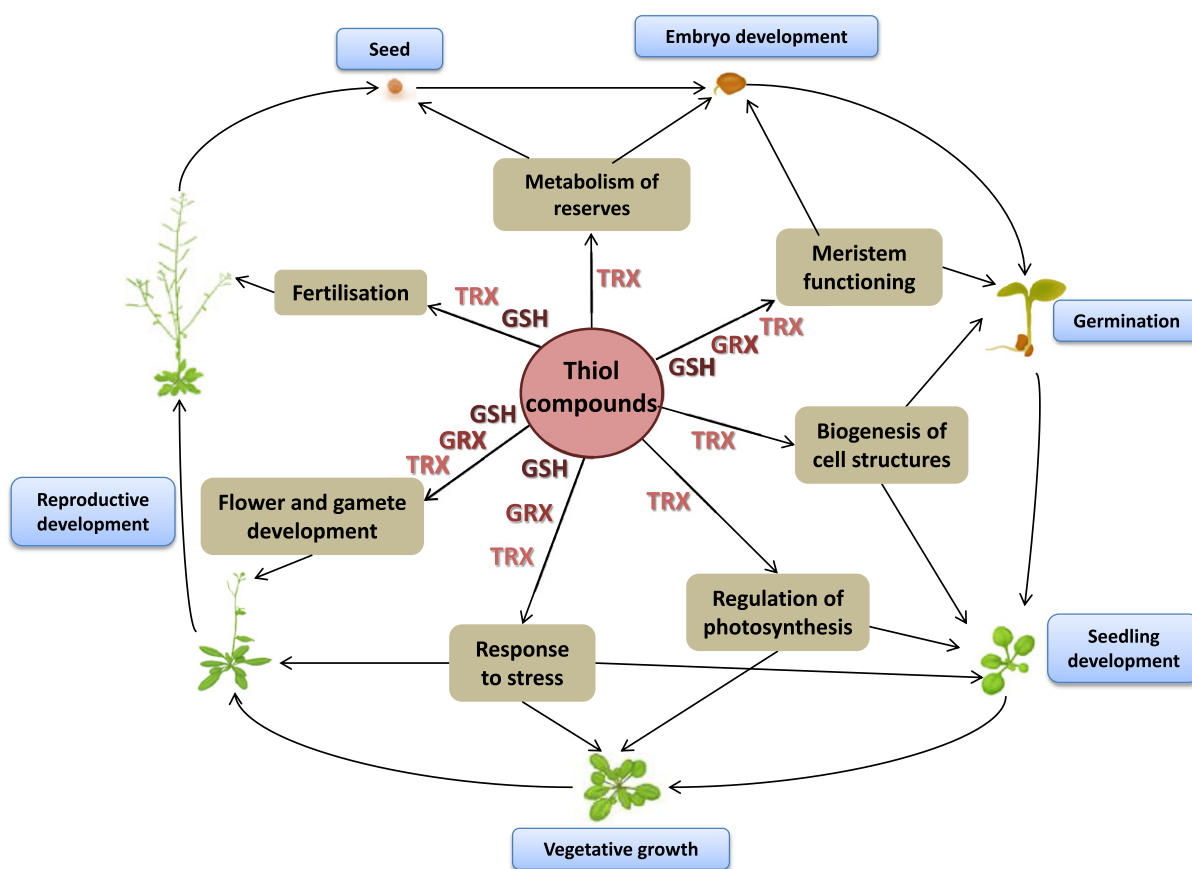 Seed
Embryo development
Metabolism of
reserves
Meristem
functioning
Fertilisation
TRX
GSH
TRX
TRX
GRX
GSH
Germination
Thiol
compounds
GSH
GRX
TRX
TRX
Biogenesis of
cell structures
GSH
GRX
TRX
TRX
Reproductive
development
Flower and gamete
development
Regulation of
photosynthesis
Response
to stress
Seedling
development
Vegetative growth